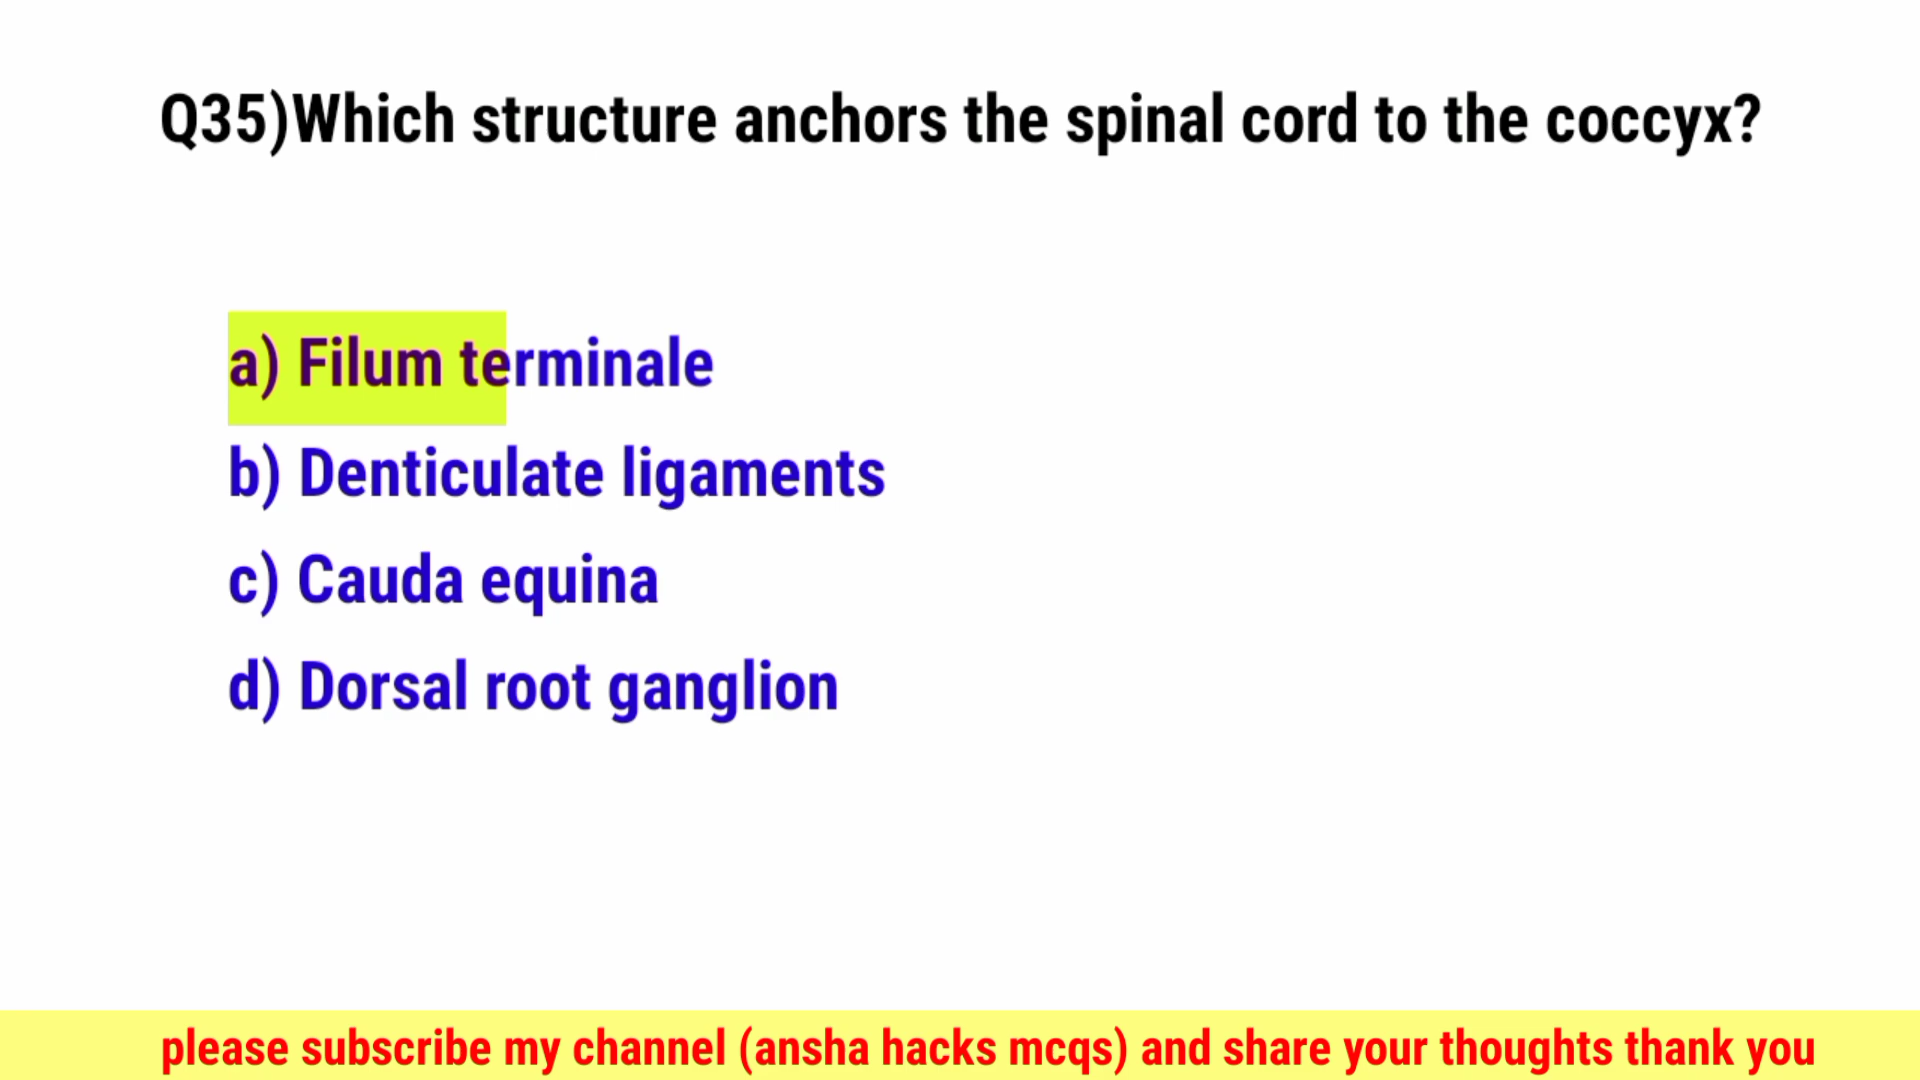 Q35)Which structure anchors the spinal cord to the coccyx?
a) Filum terminale
b) Denticulate ligaments
c) Cauda equina
d) Dorsal root ganglion
please subscribe my channel (ansha hacks mcqs) and share your thoughts thank you